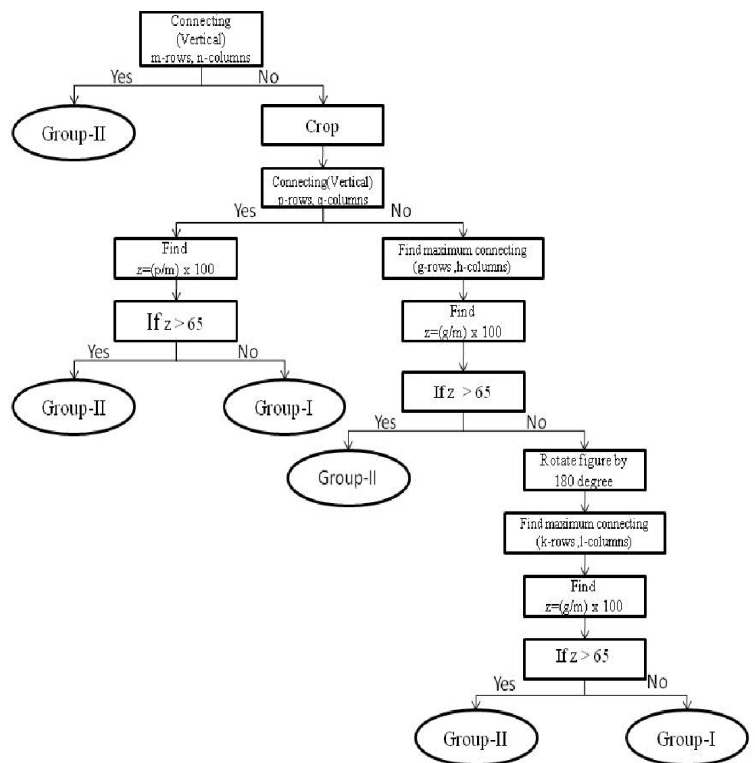 Connecting
(Vertical)
m-rows, n-columns
Yes
No
Group-II
Crop
Connecting(Vertical)
p-rows, q-columns
Yes
No
Find
z=(p/m) x 100
Find maximum connecting
(g-rows ,h-columns)
If z > 65
Find
z=(g/m) x 100
Yes
No
Group-II
Group-I
If z > 65
Yes
No
Group-II
Rotate figure by
180 degree
Find maximum connecting
(k-rows ,l-columns)
Find
z=(g/m) x 100
If z > 65
Yes
No
Group-II
Group-I